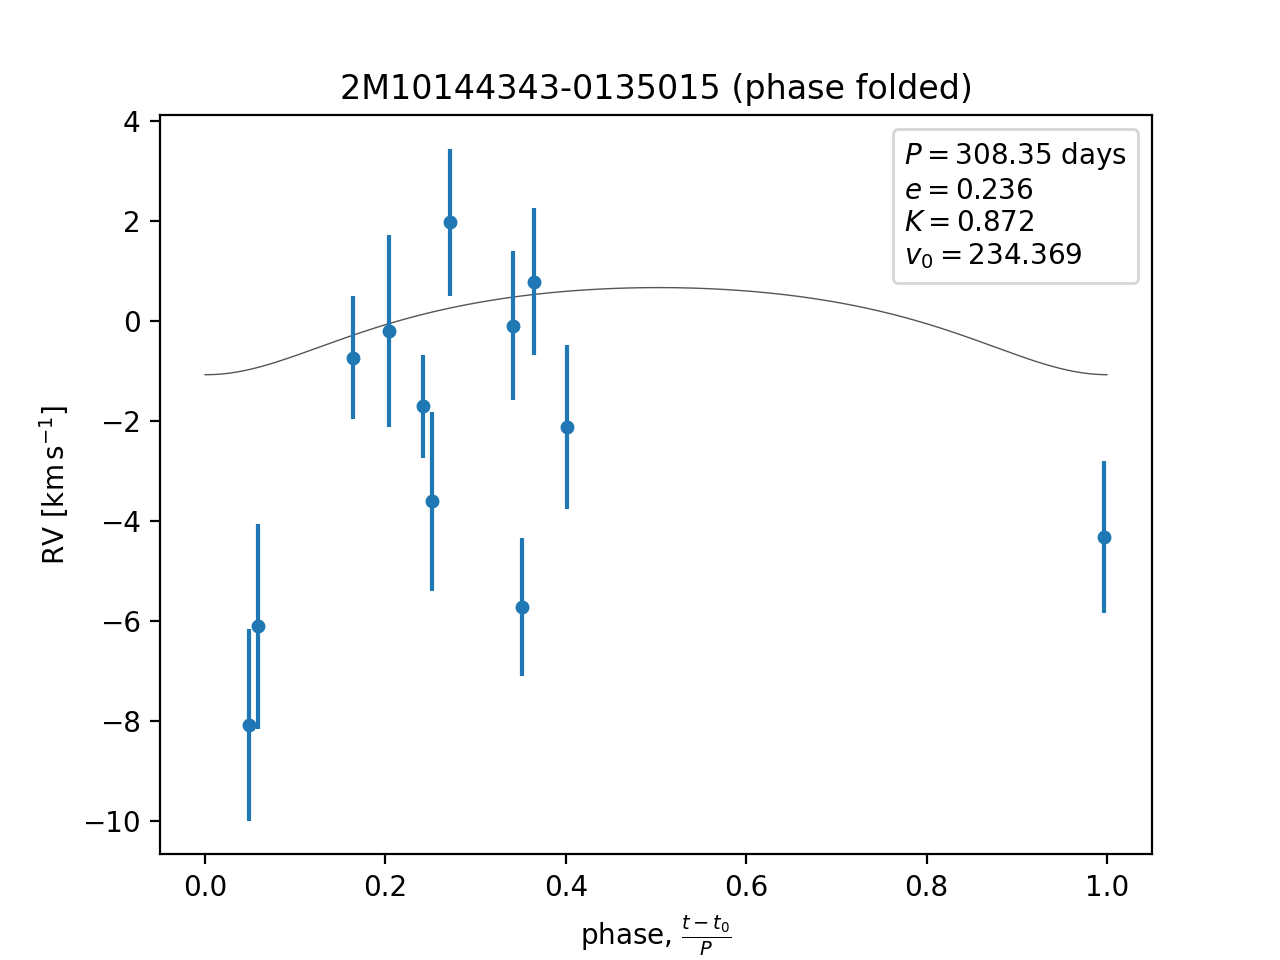 2M10144343-0135015 (phase folded)
P = 308.35 days
e = 0.236
K = 0.872
v₀ = 234.369
4
2
0
−2
−4
−6
−8
−10
RV [km s⁻¹]
0.0 0.2 0.4 0.6 0.8 1.0
phase, (t − t₀)/P